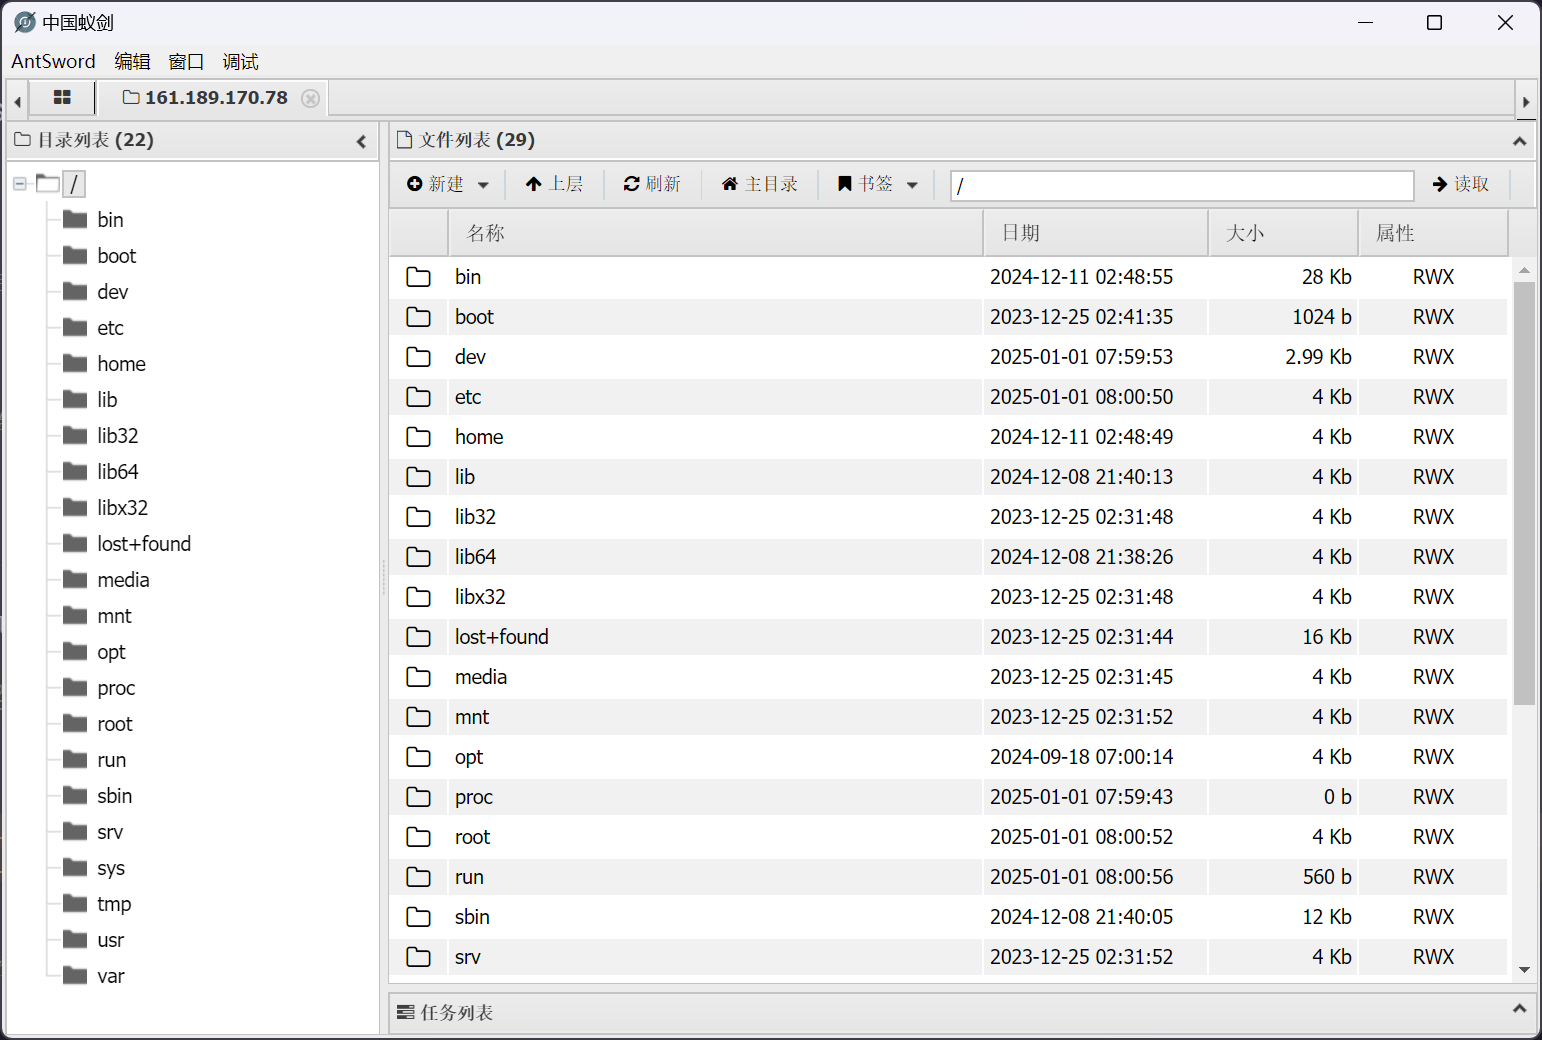 中国蚁剑
AntSword 编辑 窗口 调试
161.189.170.78
目录列表 (22)
/
bin
boot
dev
etc
home
lib
lib32
lib64
libx32
lost+found
media
mnt
opt
proc
root
run
sbin
srv
sys
tmp
usr
var
文件列表 (29)
新建 上层 刷新 主目录 书签 / 读取
名称 日期 大小 属性
bin 2024-12-11 02:48:55 28 Kb RWX
boot 2023-12-25 02:41:35 1024 b RWX
dev 2025-01-01 07:59:53 2.99 Kb RWX
etc 2025-01-01 08:00:50 4 Kb RWX
home 2024-12-11 02:48:49 4 Kb RWX
lib 2024-12-08 21:40:13 4 Kb RWX
lib32 2023-12-25 02:31:48 4 Kb RWX
lib64 2024-12-08 21:38:26 4 Kb RWX
libx32 2023-12-25 02:31:48 4 Kb RWX
lost+found 2023-12-25 02:31:44 16 Kb RWX
media 2023-12-25 02:31:45 4 Kb RWX
mnt 2023-12-25 02:31:52 4 Kb RWX
opt 2024-09-18 07:00:14 4 Kb RWX
proc 2025-01-01 07:59:43 0 b RWX
root 2025-01-01 08:00:52 4 Kb RWX
run 2025-01-01 08:00:56 560 b RWX
sbin 2024-12-08 21:40:05 12 Kb RWX
srv 2023-12-25 02:31:52 4 Kb RWX
任务列表